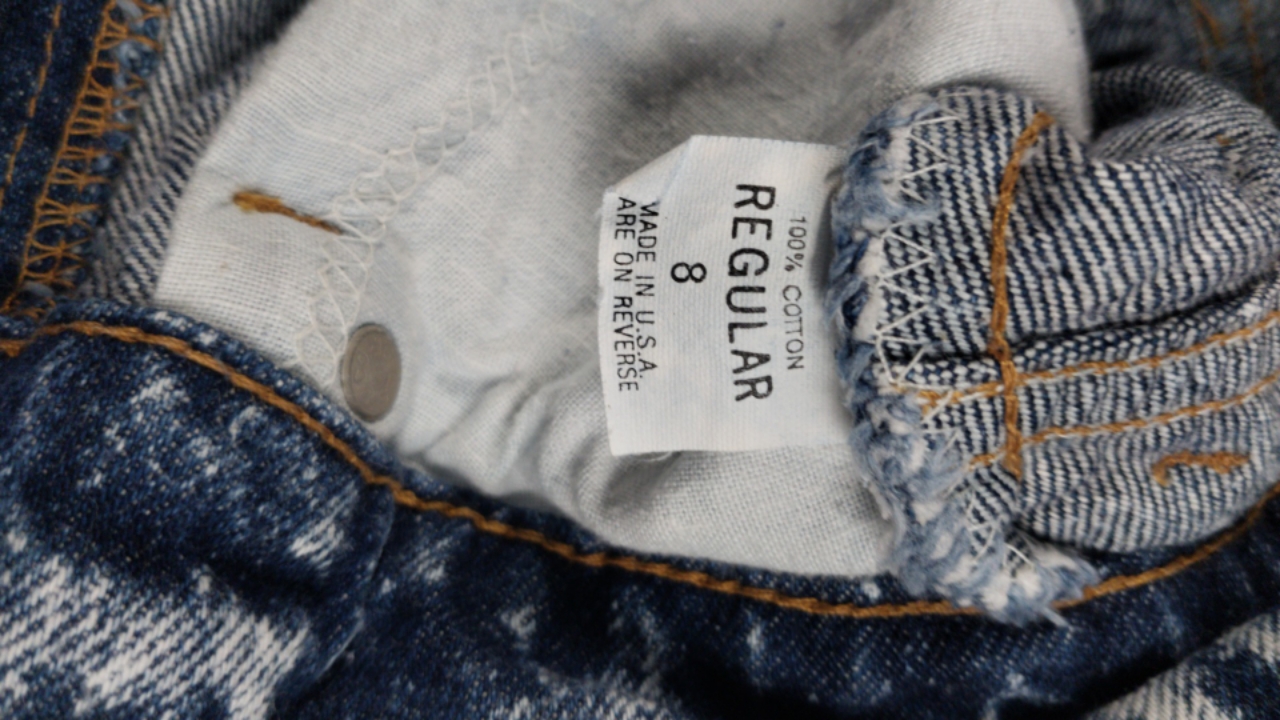 100% COTTON
REGULAR
8
MADE IN U.S.A.
ARE ON REVERSE